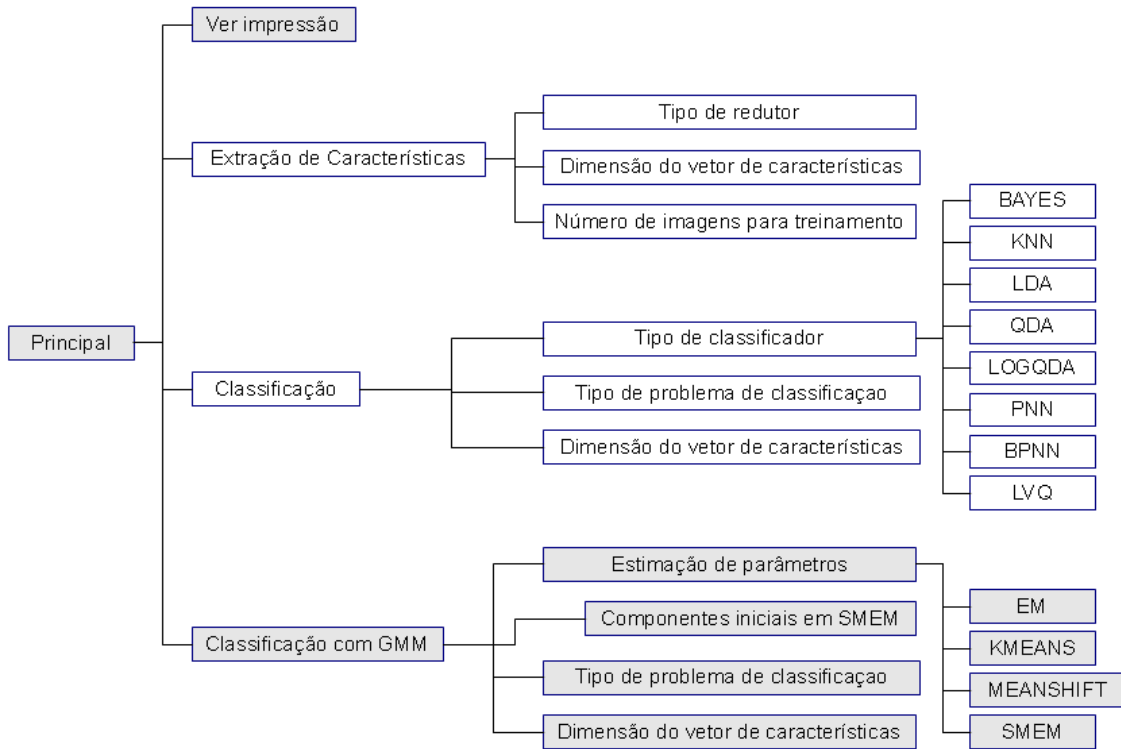 Ver impressão
Tipo de redutor
Extração de Características
Dimensão do vetor de características
Número de imagens para treinamento
BAYES
KNN
LDA
QDA
LOGQDA
PNN
BPNN
LVQ
Principal
Tipo de classificador
Classificação
Tipo de problema de classificaçao
Dimensão do vetor de características
Estimação de parâmetros
Componentes iniciais em SMEM
Classificação com GMM
Tipo de problema de classificaçao
Dimensão do vetor de características
EM
KMEANS
MEANSHIFT
SMEM